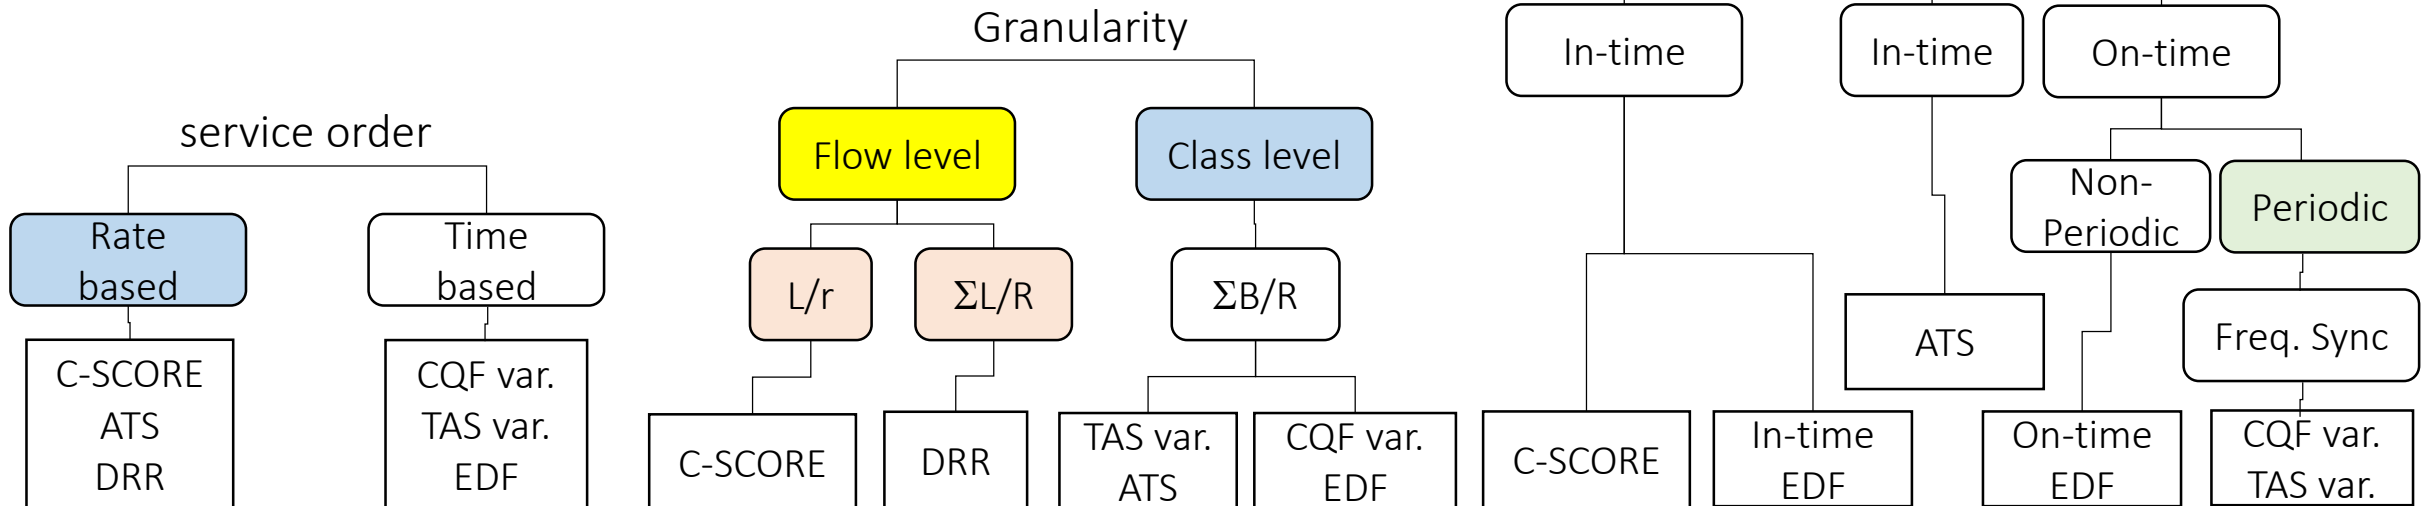 service order
Rate
based
Time
based
C-SCORE
ATS
DRR
CQF var.
TAS var.
EDF
Granularity
Flow level
Class level
L/r
ΣL/R
ΣB/R
C-SCORE
DRR
TAS var.
ATS
CQF var.
EDF
In-time
In-time
On-time
Non-
Periodic
Periodic
Freq. Sync
ATS
C-SCORE
In-time
EDF
On-time
EDF
CQF var.
TAS var.